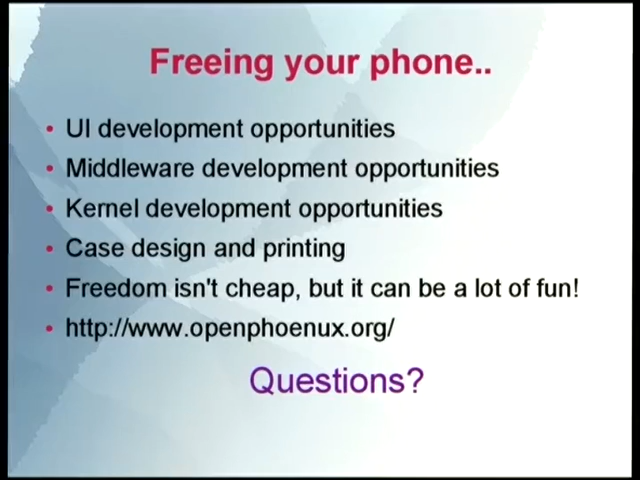 Freeing your phone..
• UI development opportunities
• Middleware development opportunities
• Kernel development opportunities
• Case design and printing
• Freedom isn't cheap, but it can be a lot of fun!
• http://www.openphoenux.org/
Questions?